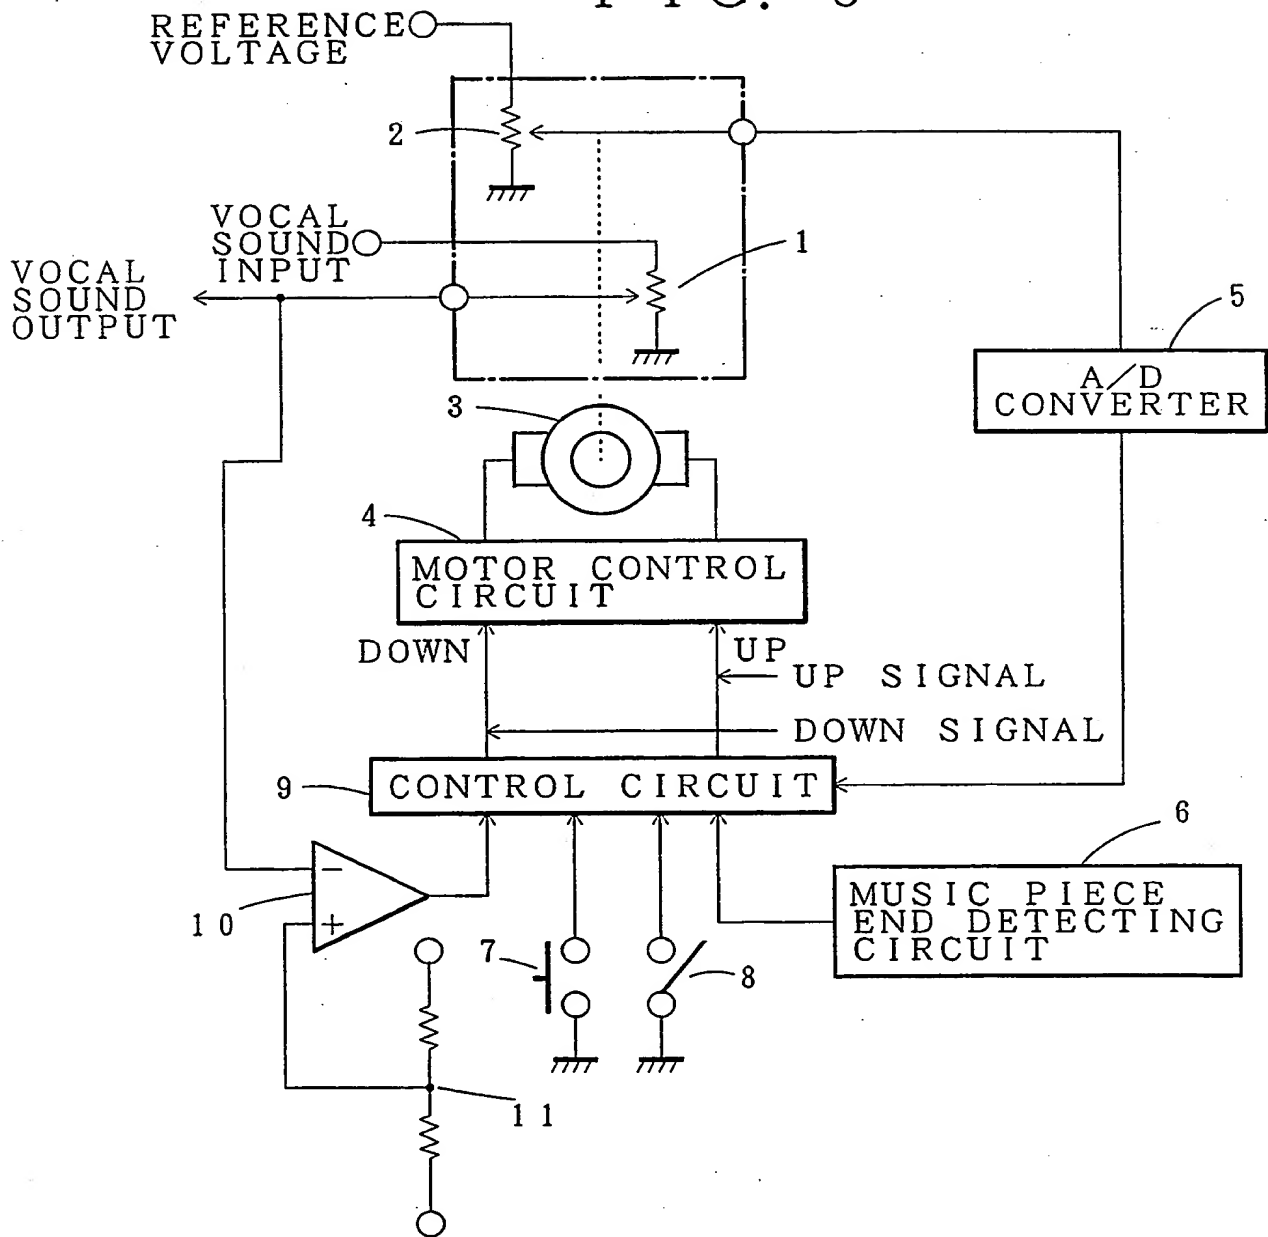 FIG.
REFERENCE
VOLTAGE
2
VOCAL
SOUND
INPUT
1
VOCAL
SOUND
OUTPUT
5
A/D
CONVERTER
3
4
MOTOR CONTROL
CIRCUIT
DOWN
UP
UP SIGNAL
DOWN SIGNAL
9
CONTROL CIRCUIT
6
MUSIC PIECE
END DETECTING
CIRCUIT
-
+
10
7
8
11